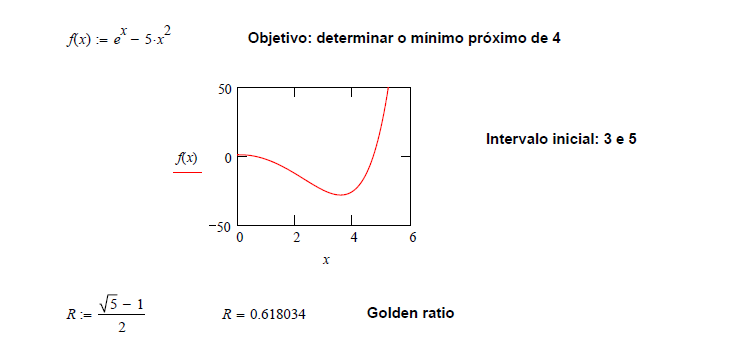 f(x) := e^x − 5·x^2
Objetivo: determinar o mínimo próximo de 4
50
f(x)
0
−50
0 2 4 6
x
Intervalo inicial: 3 e 5
R := (√5 − 1)/2
R = 0.618034
Golden ratio